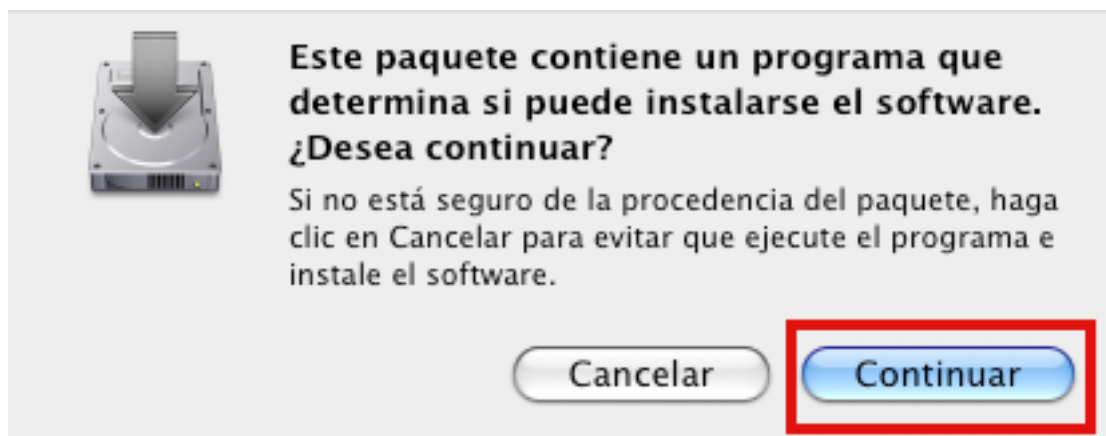 Este paquete contiene un programa que
determina si puede instalarse el software.
¿Desea continuar?
Si no está seguro de la procedencia del paquete, haga
clic en Cancelar para evitar que ejecute el programa e
instale el software.
Cancelar
Continuar